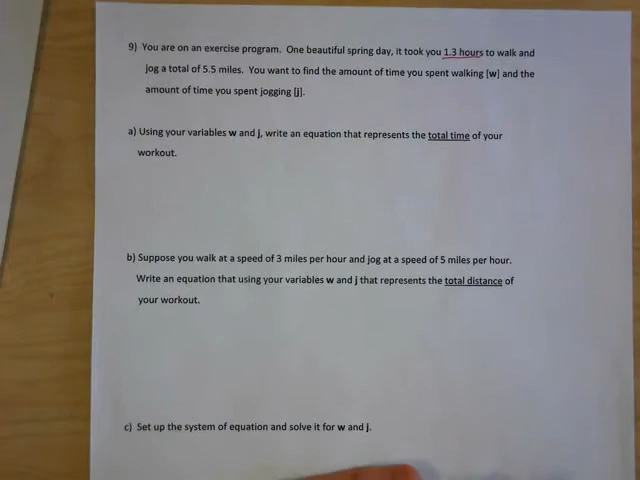 9) You are on an exercise program. One beautiful spring day, it took you 1.3 hours to walk and
jog a total of 5.5 miles. You want to find the amount of time you spent walking [w] and the
amount of time you spent jogging [j].
a) Using your variables w and j, write an equation that represents the total time of your
workout.
b) Suppose you walk at a speed of 3 miles per hour and jog at a speed of 5 miles per hour.
Write an equation that using your variables w and j that represents the total distance of
your workout.
c) Set up the system of equation and solve it for w and j.